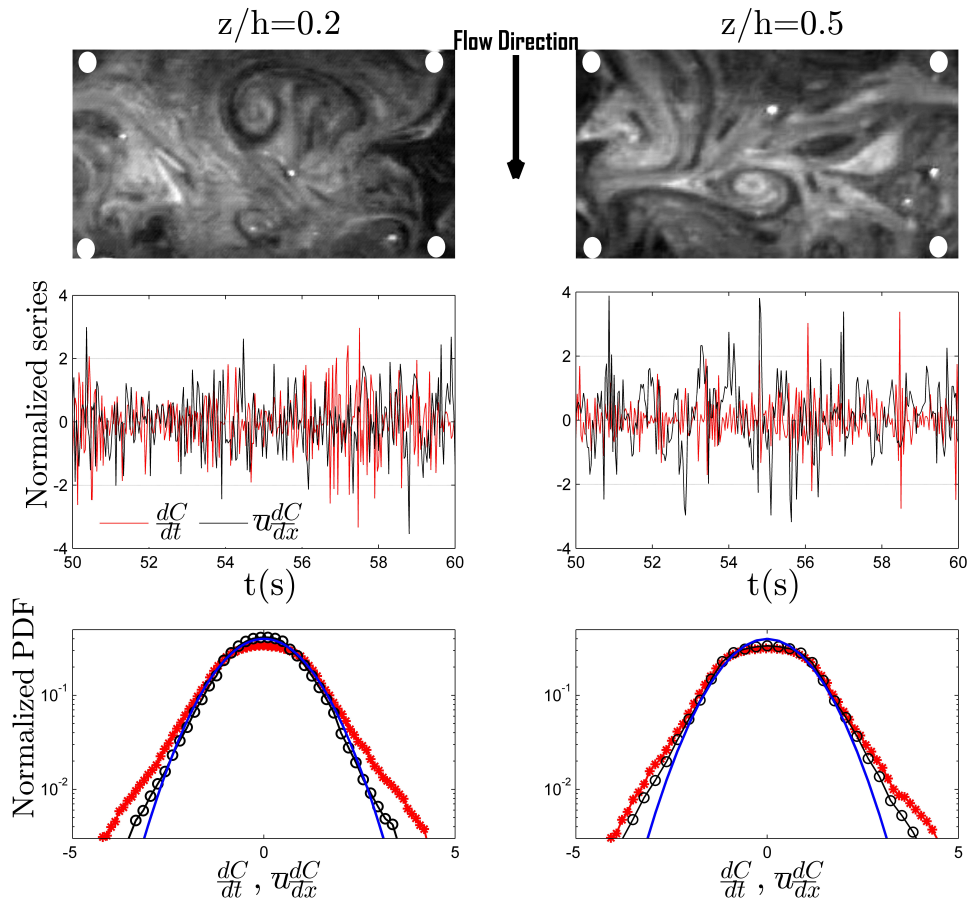 z/h=0.2
Flow Direction
z/h=0.5
Normalized series
4
2
0
-2
-4
dC/dt
u̅ dC/dx
50 52 54 56 58 60
t(s)
4
2
0
-2
-4
50 52 54 56 58 60
t(s)
Normalized PDF
10^-1
10^-2
-5 0 5
dC/dt , u̅ dC/dx
10^-1
10^-2
-5 0 5
dC/dt , u̅ dC/dx